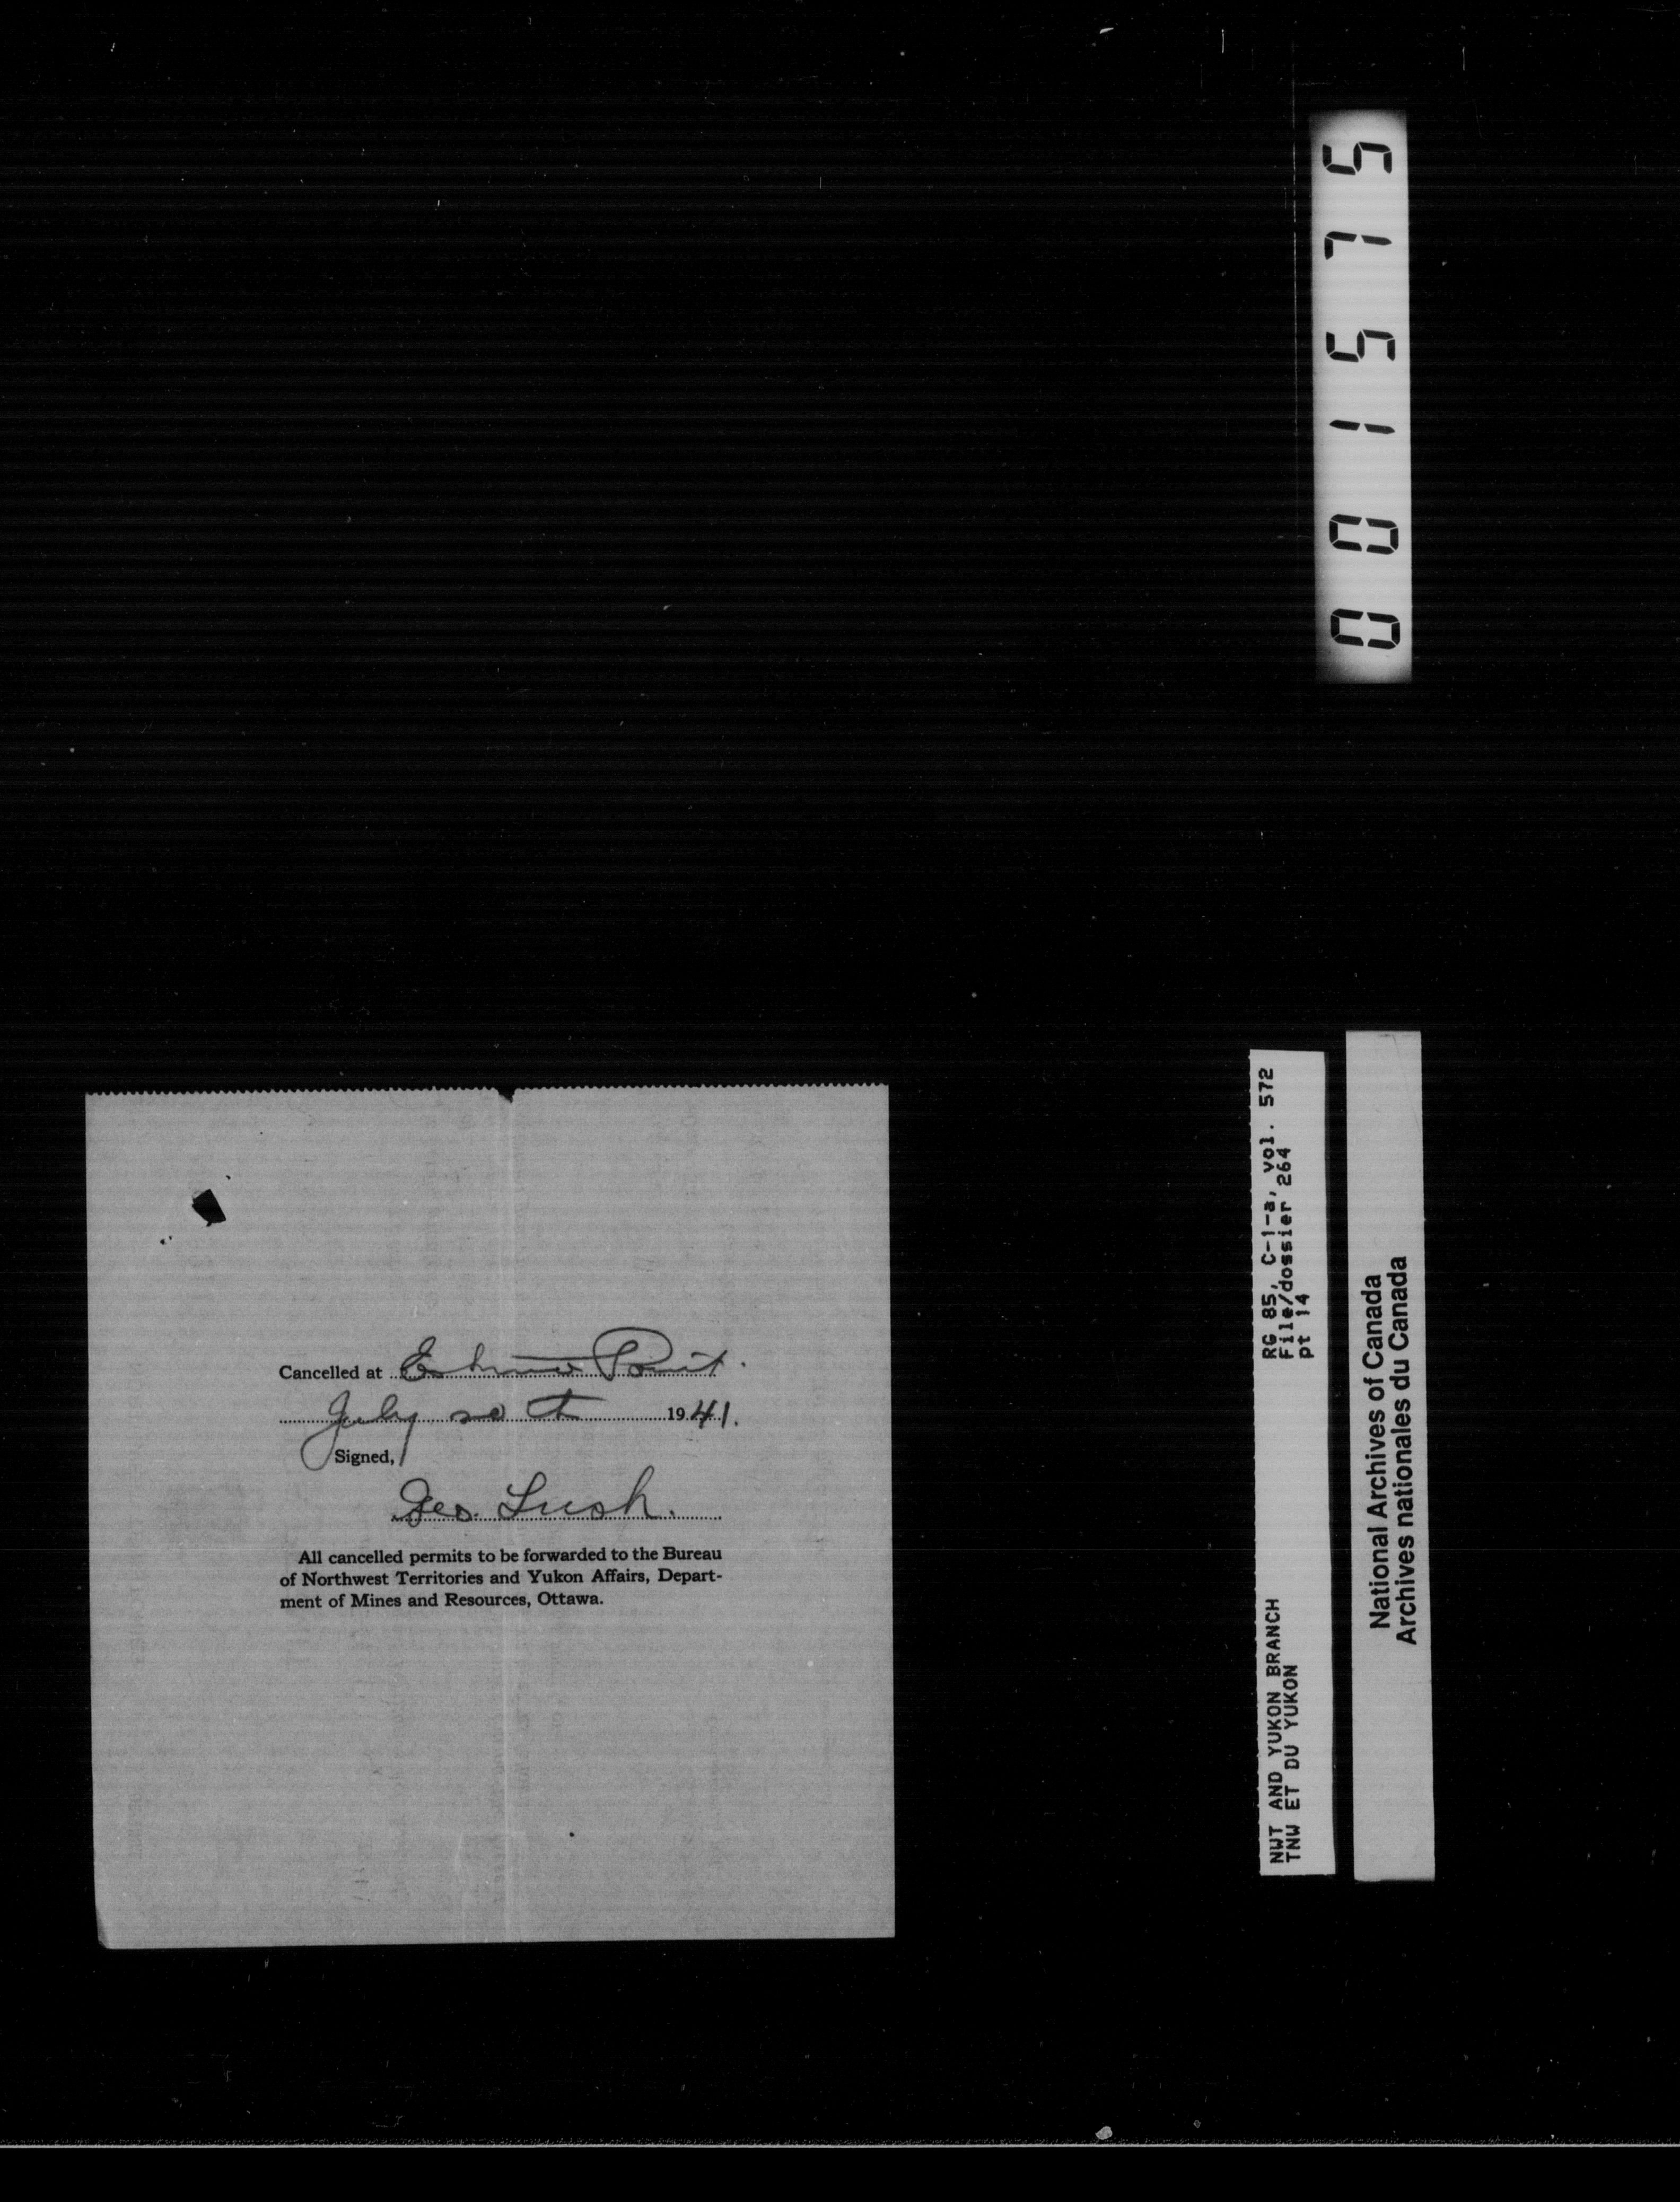 001575
Cancelled at Eskimo Point.
July 20th 1941.
Signed,
Geo. Lush.
All cancelled permits to be forwarded to the Bureau
of Northwest Territories and Yukon Affairs, Depart-
ment of Mines and Resources, Ottawa.
NWT AND YUKON BRANCH RG 85, C-1-a, vol. 572
TNW ET DU YUKON File/dossier 264
pt 14
National Archives of Canada
Archives nationales du Canada